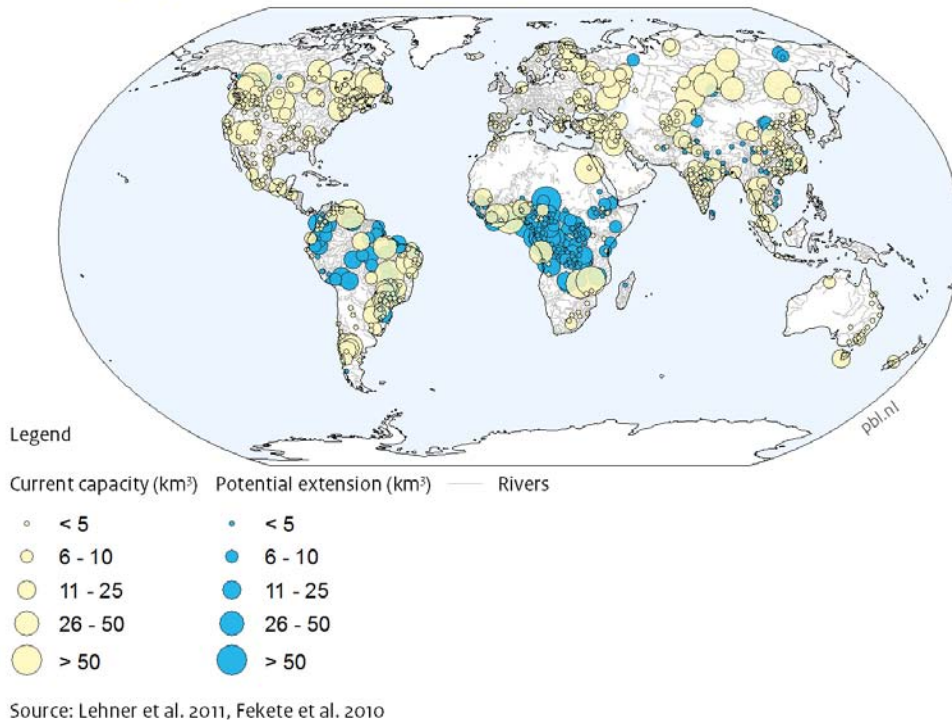 pbl.nl
Legend
Current capacity (km³) Potential extension (km³) Rivers
< 5 < 5
6 - 10 6 - 10
11 - 25 11 - 25
26 - 50 26 - 50
> 50 > 50
Source: Lehner et al. 2011, Fekete et al. 2010